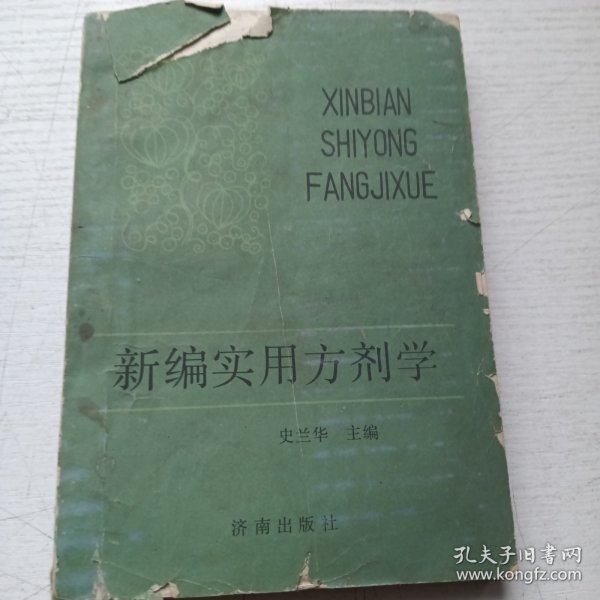 XINBIAN
SHIYONG
FANGJIXUE
新编实用方剂学
史兰华 主编
济南出版社
孔夫子旧书网
www.kongfz.com